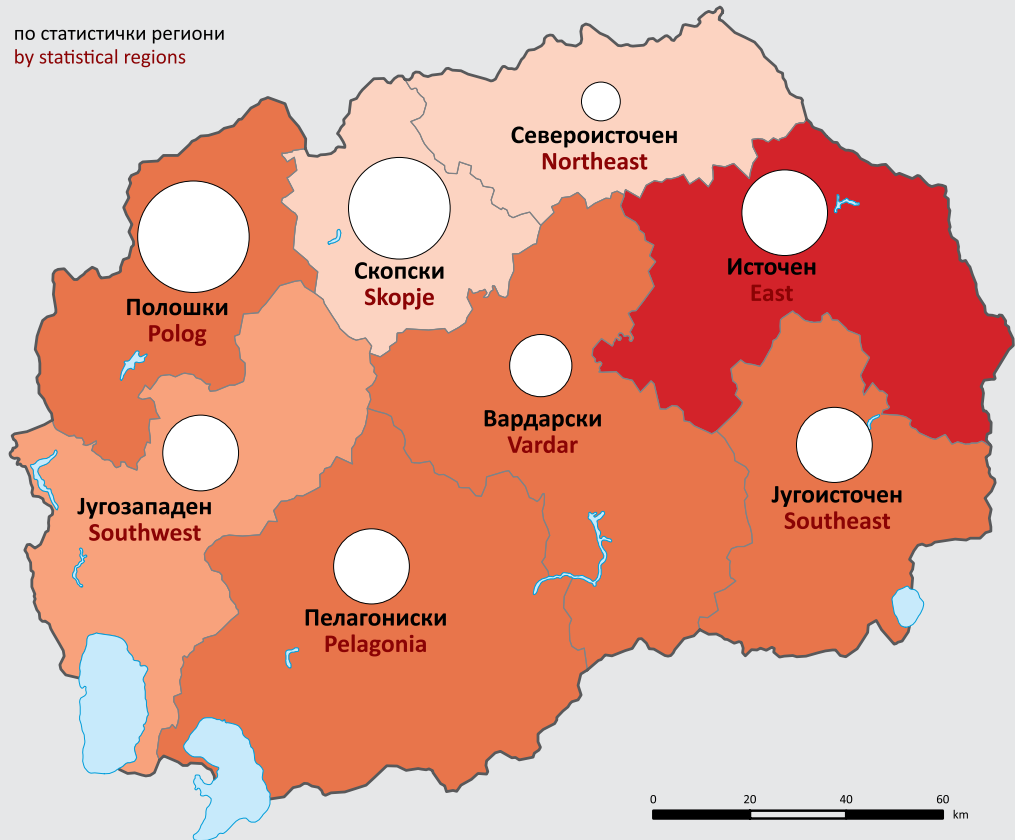 по статистички региони
by statistical regions
Североисточен
Northeast
Скопски
Skopje
Источен
East
Полошки
Polog
Вардарски
Vardar
Југозападен
Southwest
Југоисточен
Southeast
Пелагониски
Pelagonia
0 20 40 60
km